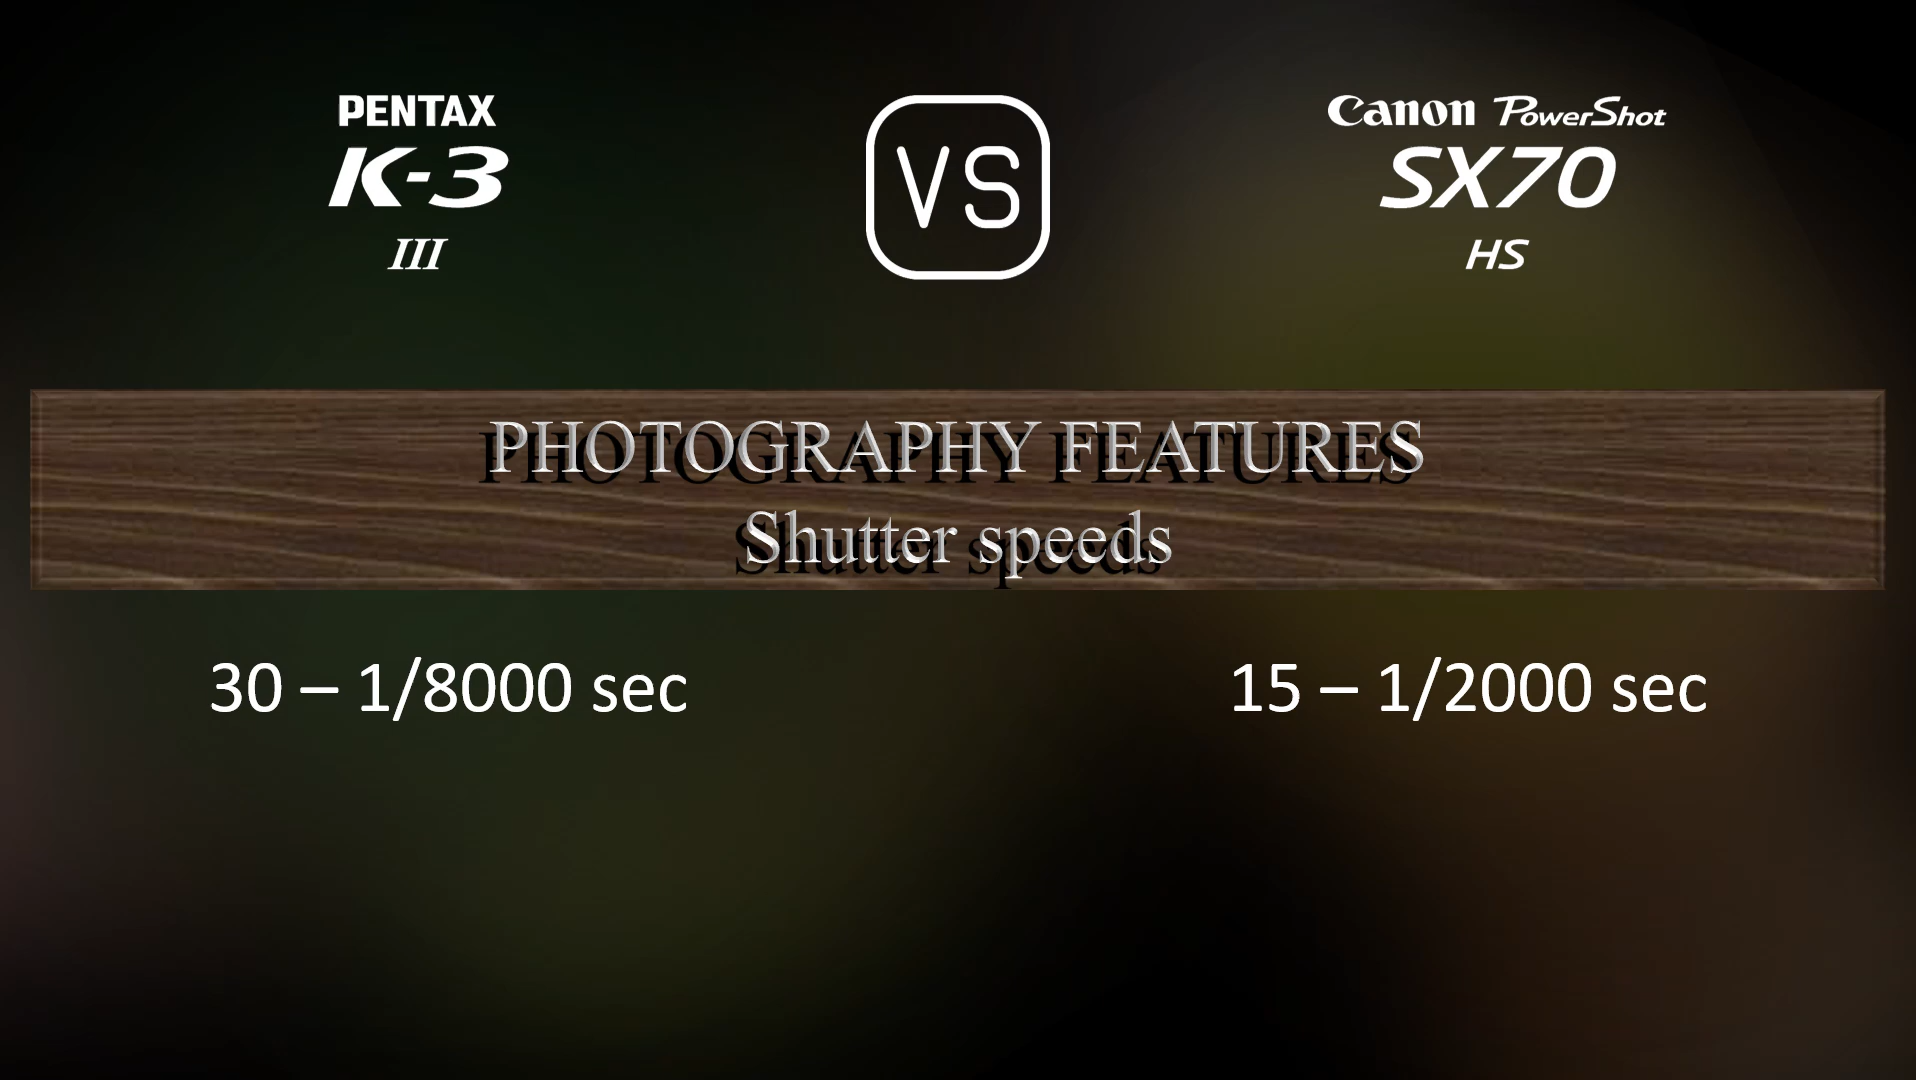 PENTAX
K-3
III
VS
Canon PowerShot
SX70
HS
PHOTOGRAPHY FEATURES
Shutter speeds
30 – 1/8000 sec
15 – 1/2000 sec